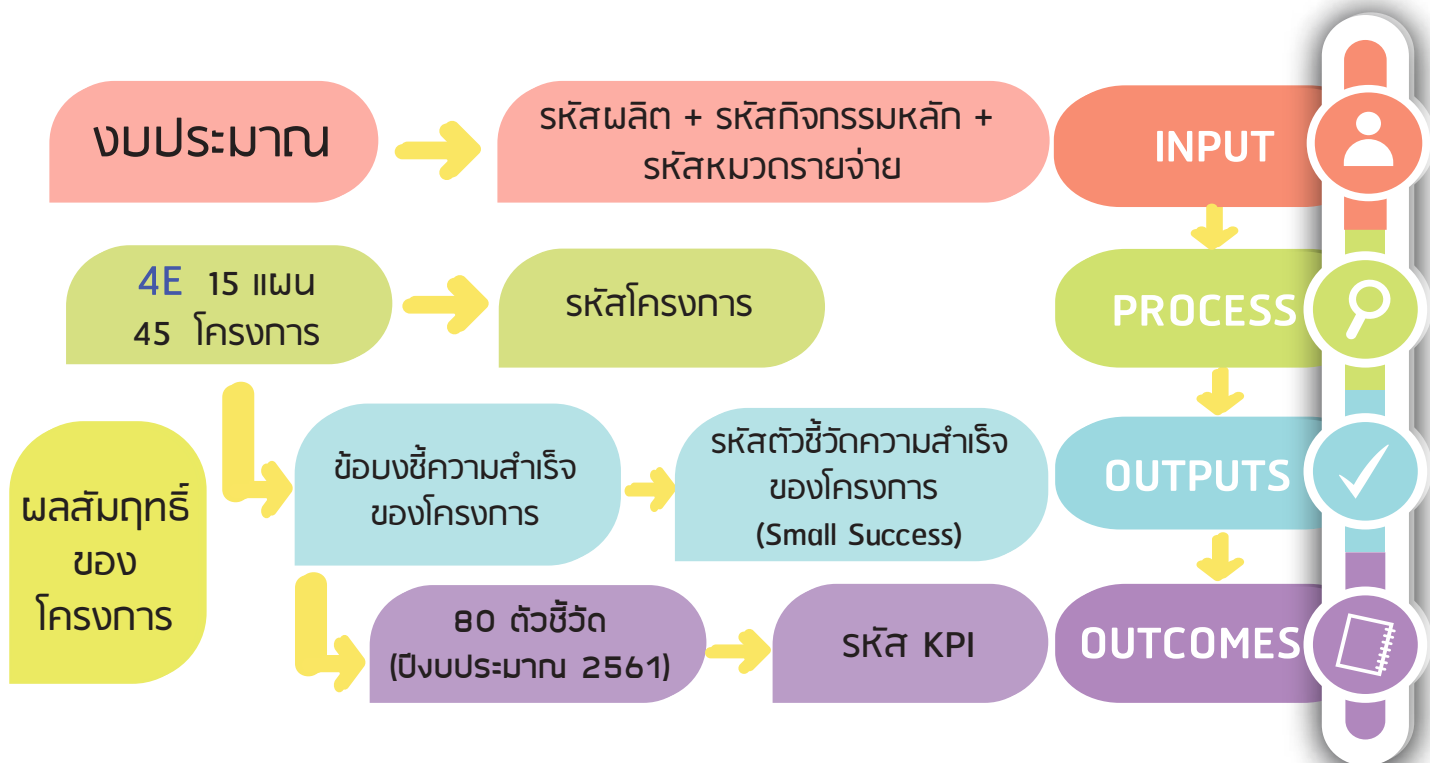 งบประมาณ
รหัสผลิต + รหัสกิจกรรมหลัก +
รหัสหมวดรายจ่าย
INPUT
4E 15 แผน
45 โครงการ
รหัสโครงการ
PROCESS
ผลสัมฤทธิ์
ของ
โครงการ
ข้อบงชี้ความสำเร็จ
ของโครงการ
รหัสตัวชี้วัดความสำเร็จ
ของโครงการ
(Small Success)
OUTPUTS
80 ตัวชี้วัด
(ปีงบประมาณ 2561)
รหัส KPI
OUTCOMES